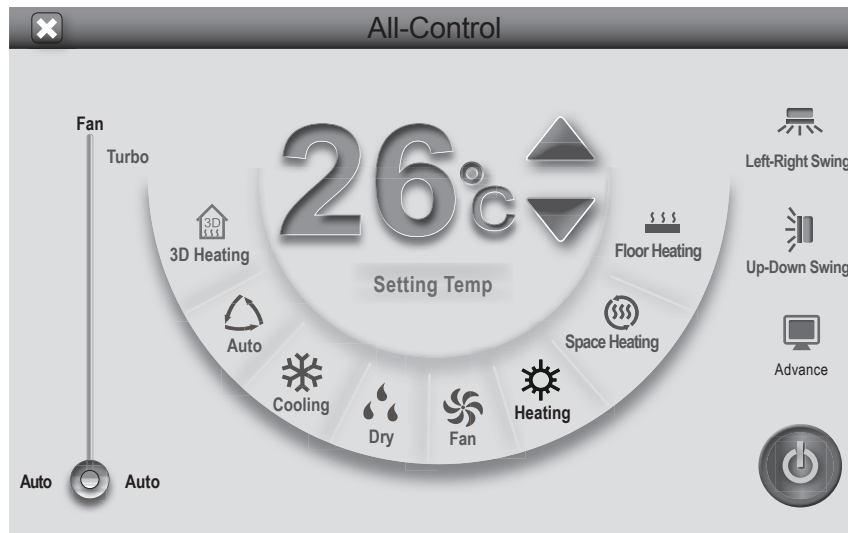 All-Control
Fan
Turbo
26°C
Setting Temp
3D
3D Heating
Auto
Cooling
Dry
Fan
Heating
Space Heating
Floor Heating
Left-Right Swing
Up-Down Swing
Advance
Auto
Auto